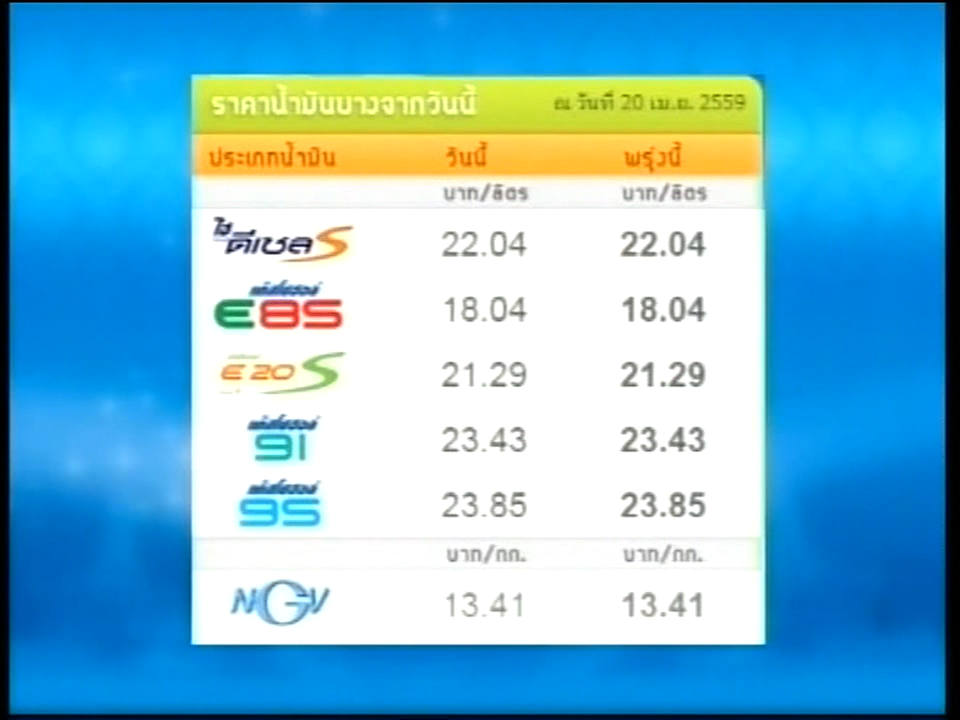 ราคาน้ำมันบางจากวันนี้ ณ วันที่ 20 เม.ย. 2559
ประเภทน้ำมัน วันนี้ พรุ่งนี้
บาท/ลิตร บาท/ลิตร
ไฮดีเซล S 22.04 22.04
แก๊สโซฮอล์ E85 18.04 18.04
E20 S 21.29 21.29
แก๊สโซฮอล์ 91 23.43 23.43
แก๊สโซฮอล์ 95 23.85 23.85
บาท/กก. บาท/กก.
NGV 13.41 13.41